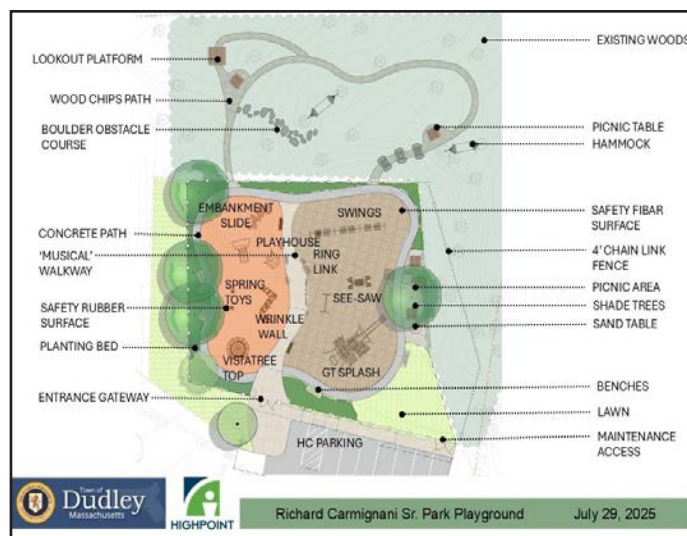 LOOKOUT PLATFORM
WOOD CHIPS PATH
BOULDER OBSTACLE
COURSE
CONCRETE PATH
'MUSICAL'
WALKWAY
SAFETY RUBBER
SURFACE
PLANTING BED
ENTRANCE GATEWAY
EMBANKMENT
SLIDE
PLAYHOUSE
SPRING
TOYS
WRINKLE
WALL
VISTATREE
TOP
SWINGS
RING
LINK
SEE-SAW
GT SPLASH
HC PARKING
EXISTING WOODS
PICNIC TABLE
HAMMOCK
SAFETY FIBAR
SURFACE
4' CHAIN LINK
FENCE
PICNIC AREA
SHADE TREES
SAND TABLE
BENCHES
LAWN
MAINTENANCE
ACCESS
Town of
Dudley
Massachusetts
HIGHPOINT
Richard Carmignani Sr. Park Playground July 29, 2025